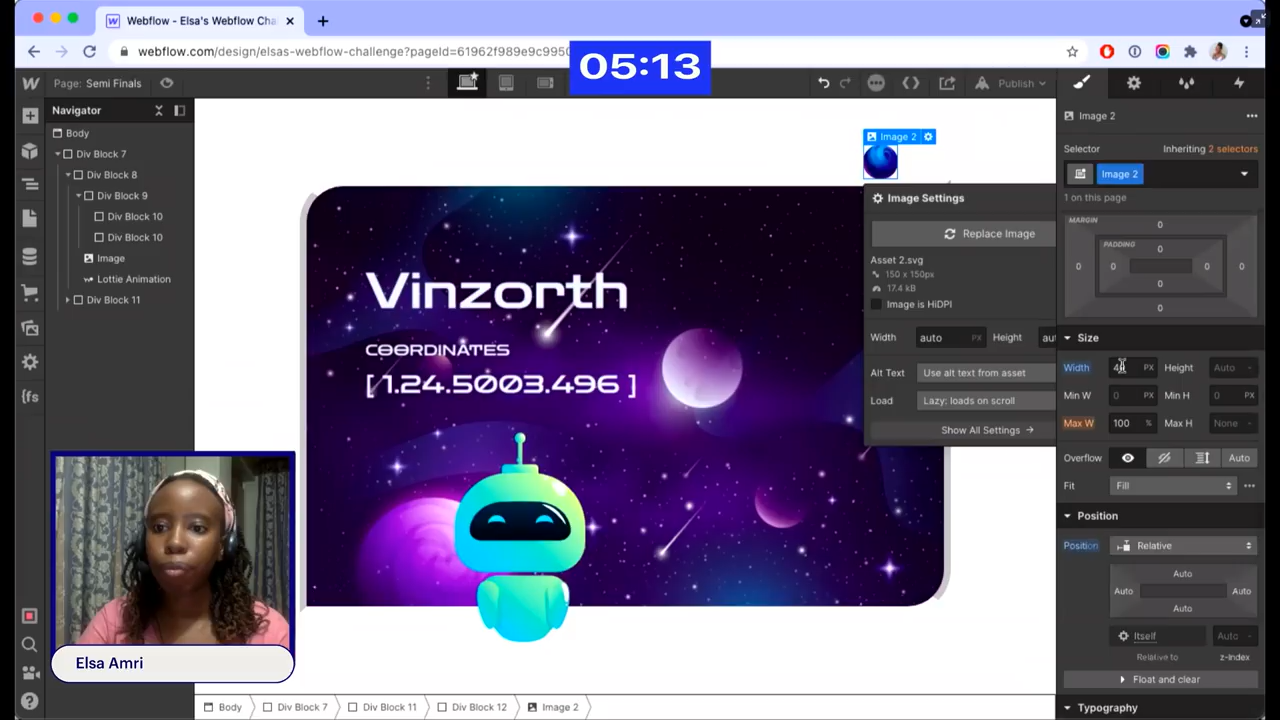 Webflow - Elsa's Webflow Cha
webflow.com/design/elsas-webflow-challenge?pageId=61962f989e9c9950
05:13
Page: Semi Finals
Publish
Navigator
Body
Div Block 7
Div Block 8
Div Block 9
Div Block 10
Div Block 10
Image
Lottie Animation
Div Block 11
Image 2
Vinzorth
COORDINATES
[ 1.24.5003.496 ]
Image Settings
Replace Image
Asset 2.svg
150 x 150px
17.4 kB
Image is HiDPI
Width auto PX Height
Alt Text Use alt text from asset
Load Lazy: loads on scroll
Show All Settings →
Image 2
Selector Inheriting 2 selectors
Image 2
1 on this page
MARGIN 0
PADDING 0
0 0 0 0
0
0
Size
Width PX Height Auto -
Min W 0 PX Min H 0 PX
Max W 100 % Max H None -
Overflow Auto
Fit Fill
Position
Position Relative
Auto
Auto Auto
Auto
Itself Auto -
Relative to z-Index
Float and clear
Typography
Elsa Amri
Body Div Block 7 Div Block 11 Div Block 12 Image 2
{fs